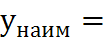 yнаим =